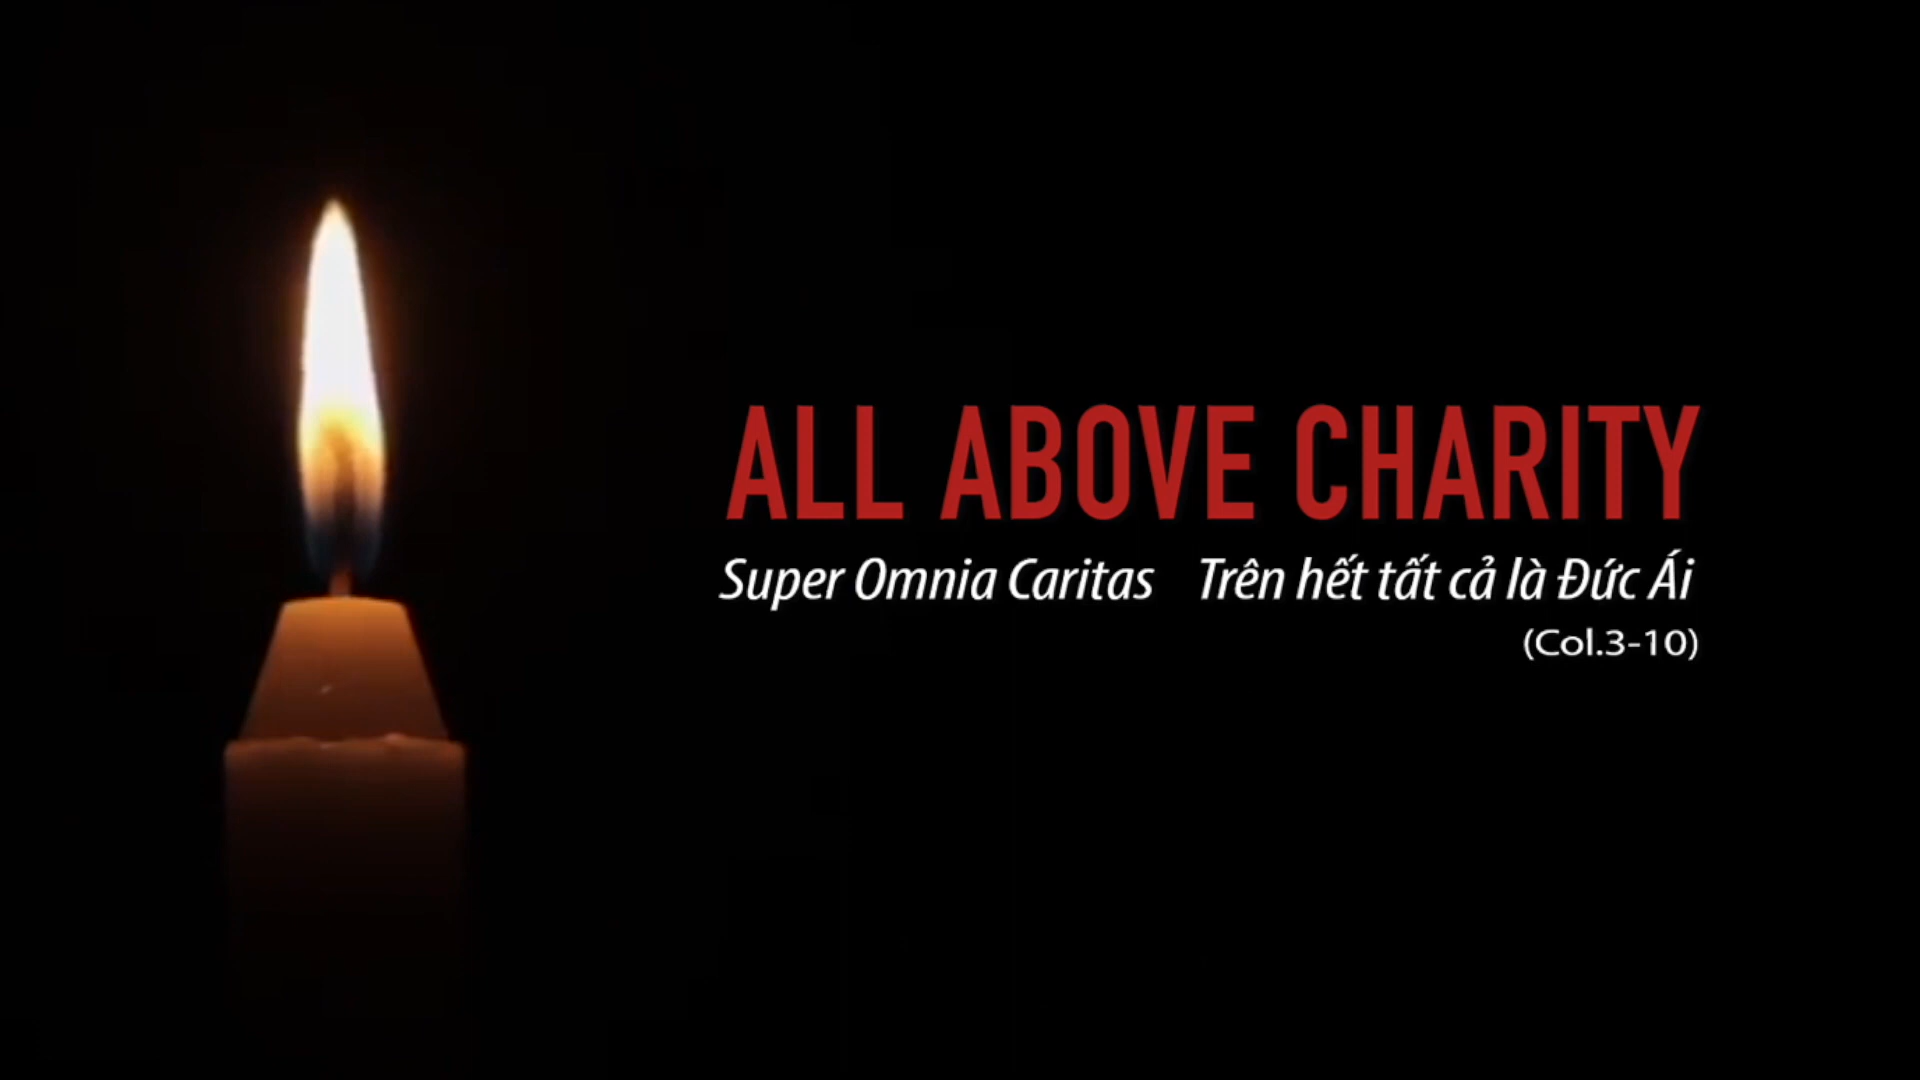 ALL ABOVE CHARITY
Super Omnia Caritas Trên hết tất cả là Đức Ái
(Col.3-10)